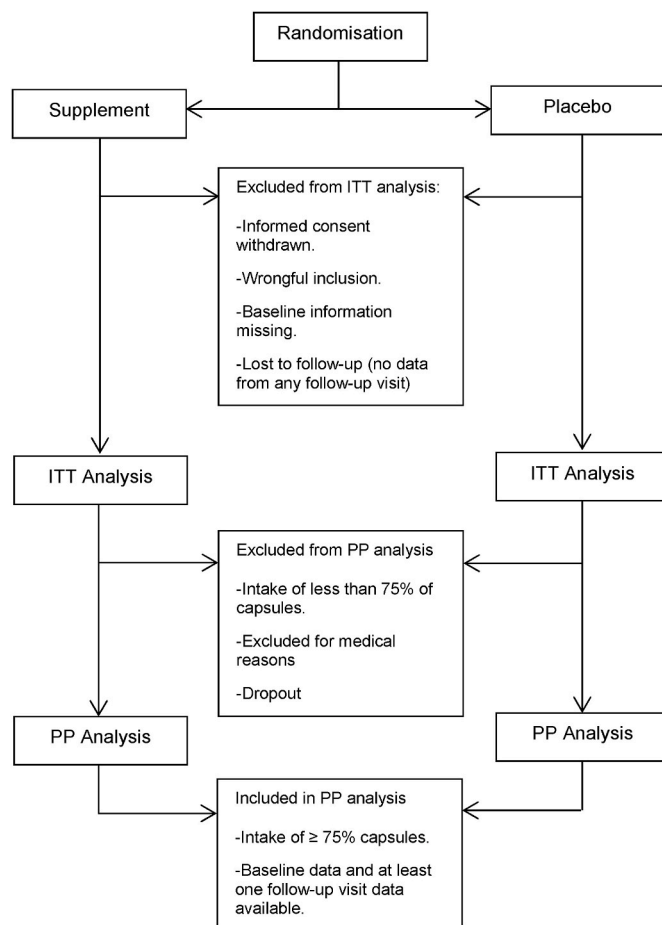 Randomisation
Supplement
Placebo
Excluded from ITT analysis:
-Informed consent
withdrawn.
-Wrongful inclusion.
-Baseline information
missing.
-Lost to follow-up (no data
from any follow-up visit)
ITT Analysis
ITT Analysis
Excluded from PP analysis
-Intake of less than 75% of
capsules.
-Excluded for medical
reasons
-Dropout
PP Analysis
PP Analysis
Included in PP analysis
-Intake of ≥ 75% capsules.
-Baseline data and at least
one follow-up visit data
available.